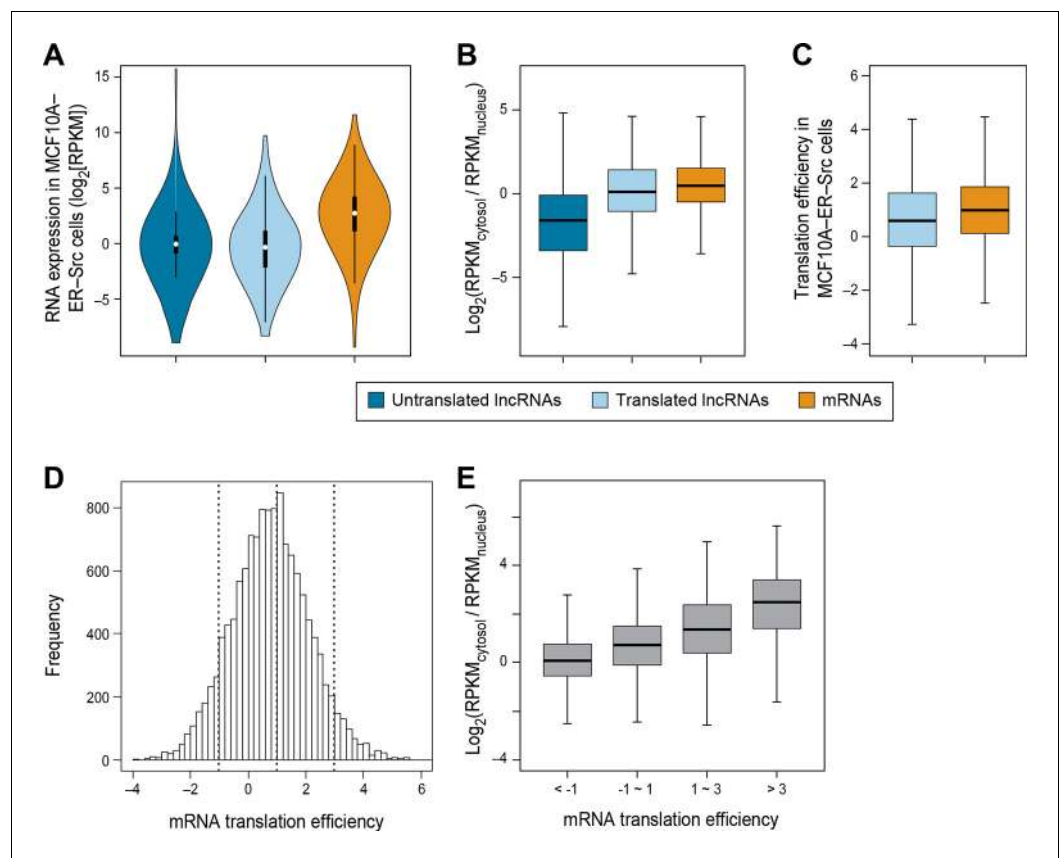 A
RNA expression in MCF10A–
ER–Src cells (log2[RPKM])
15
10
5
0
–5
B
Log2(RPKMcytosol / RPKMnucleus)
5
0
–5
C
Translation efficiency in
MCF10A–ER–Src cells
6
4
2
0
–2
–4
Untranslated lncRNAs
Translated lncRNAs
mRNAs
D
Frequency
800
600
400
200
0
–4
–2
0
2
4
6
mRNA translation efficiency
E
Log2(RPKMcytosol / RPKMnucleus)
4
0
–4
< -1
-1 ~ 1
1 ~ 3
> 3
mRNA translation efficiency